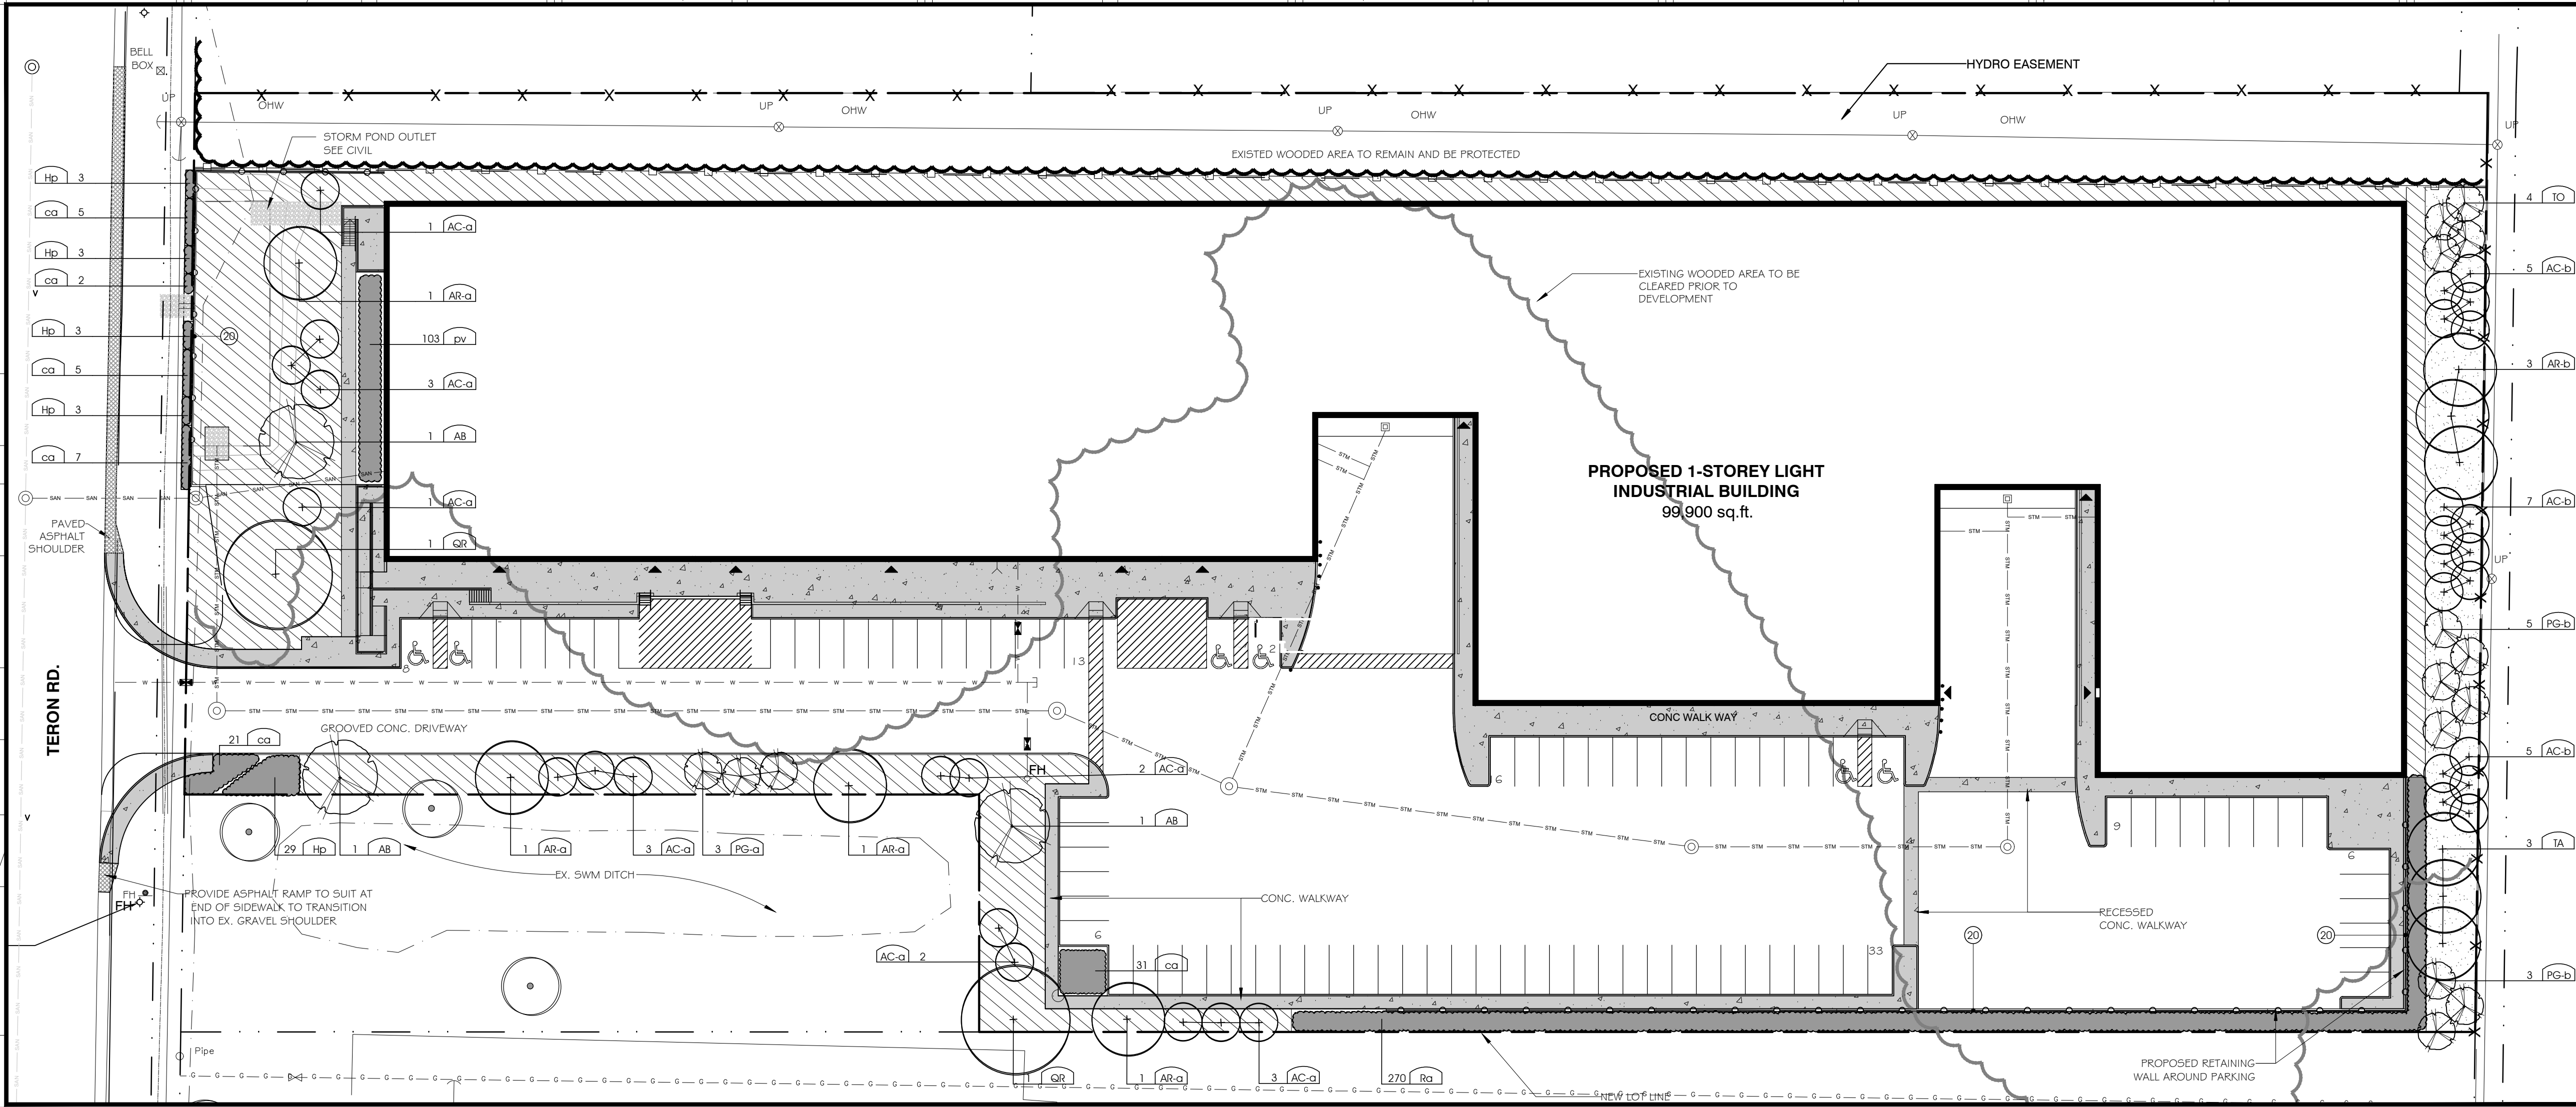 BELL
BOX
UP
OHW
UP
OHW
UP
OHW
UP
OHW
UP
HYDRO EASEMENT
STORM POND OUTLET
SEE CIVIL
EXISTED WOODED AREA TO REMAIN AND BE PROTECTED
Hp 3
ca 5
Hp 3
ca 2
Hp 3
ca 5
Hp 3
ca 7
20
1 AC-a
1 AR-a
103 pv
3 AC-a
1 AB
1 AC-a
1 QR
EXISTING WOODED AREA TO BE
CLEARED PRIOR TO
DEVELOPMENT
4 TO
5 AC-b
3 AR-b
7 AC-b
UP
5 PG-b
5 AC-b
3 TA
3 PG-b
PROPOSED 1-STOREY LIGHT
INDUSTRIAL BUILDING
99,900 sq.ft.
PAVED
ASPHALT
SHOULDER
TERON RD.
8
13
2
CONC WALK WAY
6
9
6
GROOVED CONC. DRIVEWAY
21 ca
FH
2 AC-a
1 AB
29 Hp
1 AB
1 AR-a
3 AC-a
3 PG-a
1 AR-a
EX. SWM DITCH
PROVIDE ASPHALT RAMP TO SUIT AT
END OF SIDEWALK TO TRANSITION
INTO EX. GRAVEL SHOULDER
FH
FH
CONC. WALKWAY
RECESSED
CONC. WALKWAY
6
33
20
20
AC-a 2
31 ca
Pipe
1 QR
1 AR-a
3 AC-a
270 Ra
NEW LOT LINE
PROPOSED RETAINING
WALL AROUND PARKING